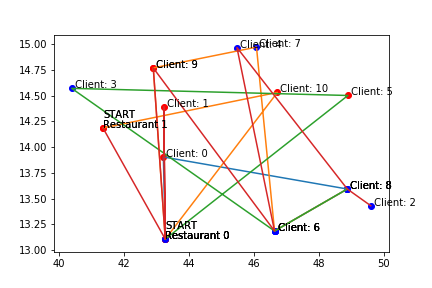 15.00
14.75
14.50
14.25
14.00
13.75
13.50
13.25
13.00
Client: 4
Client: 7
Client: 9
Client: 3
Client: 10
Client: 5
Client: 1
START
Restaurant 1
Client: 0
Client: 8
Client: 2
START
Restaurant 0
Client: 6
40
42
44
46
48
50